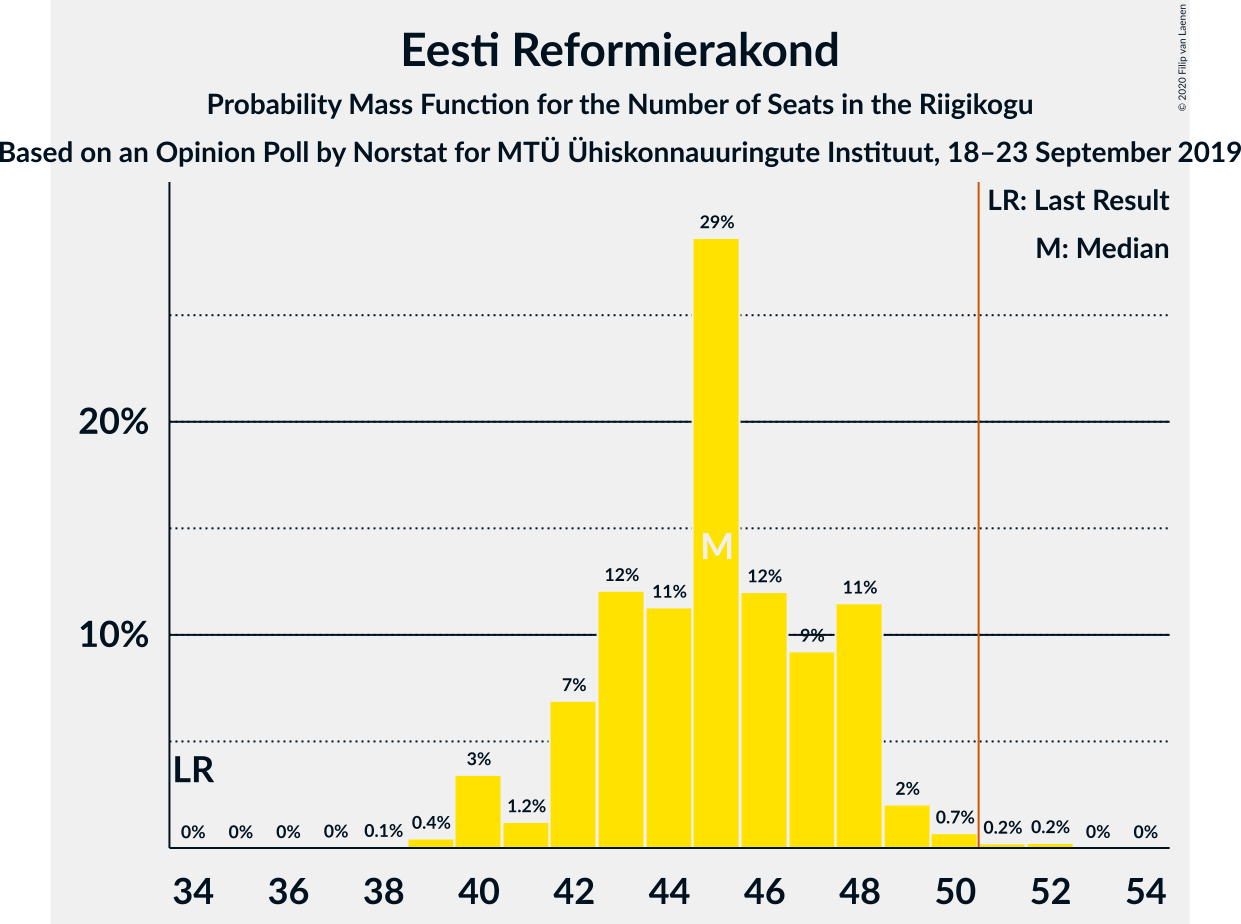 Eesti Reformierakond
Probability Mass Function for the Number of Seats in the Riigikogu
Based on an Opinion Poll by Norstat for MTÜ Ühiskonnauuringute Instituut, 18–23 September 2019
© 2020 Filip van Laenen
LR: Last Result
M: Median
29%
20%
M
12%
11%
12%
11%
10%
9%
7%
LR
3%
2%
0%
0%
0%
0%
0.1%
0.4%
1.2%
0.7%
0.2%
0.2%
0%
0%
34 36 38 40 42 44 46 48 50 52 54